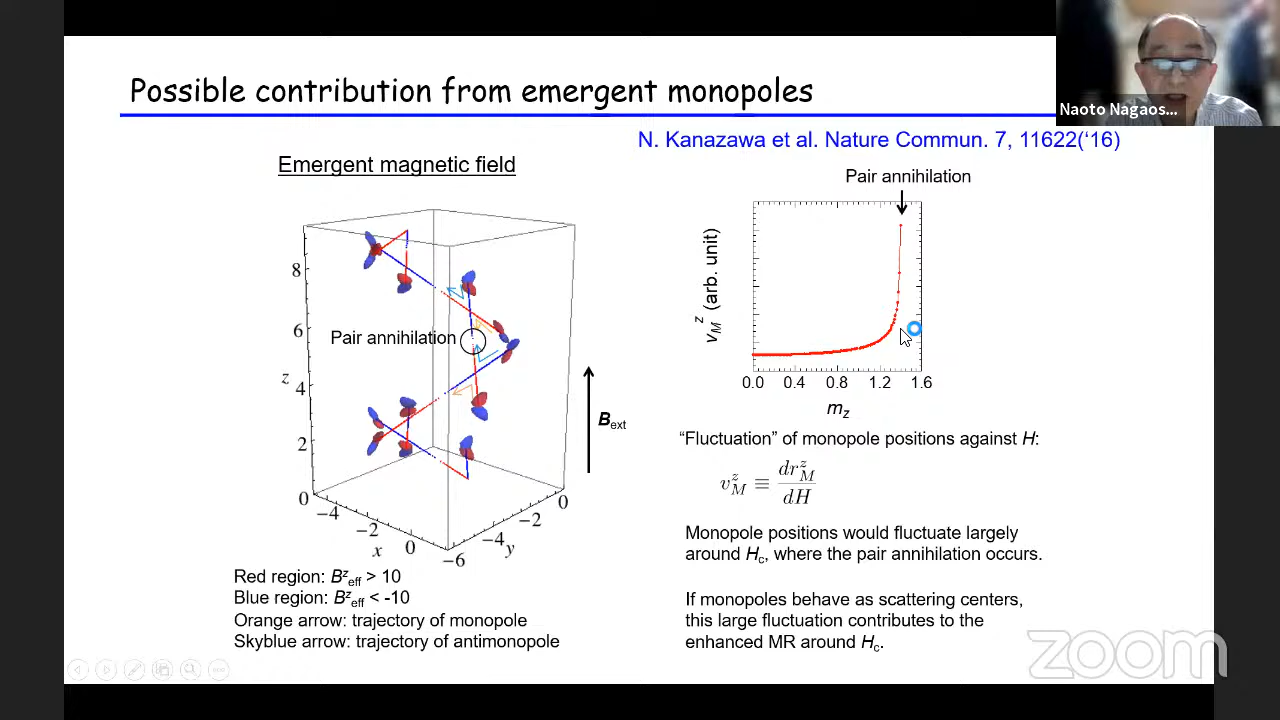 Possible contribution from emergent monopoles
Naoto Nagaos...
N. Kanazawa et al. Nature Commun. 7, 11622('16)
Emergent magnetic field
8
6
4
2
0
z
−4
−2
0
x
−6
−4
−2
0
y
Pair annihilation
B_ext
Red region: B^z_eff > 10
Blue region: B^z_eff < -10
Orange arrow: trajectory of monopole
Skyblue arrow: trajectory of antimonopole
Pair annihilation
v_M^z (arb. unit)
0.0 0.4 0.8 1.2 1.6
m_z
“Fluctuation” of monopole positions against H:
v_M^z ≡ dr_M^z / dH
Monopole positions would fluctuate largely
around H_c, where the pair annihilation occurs.
If monopoles behave as scattering centers,
this large fluctuation contributes to the
enhanced MR around H_c.
zoom